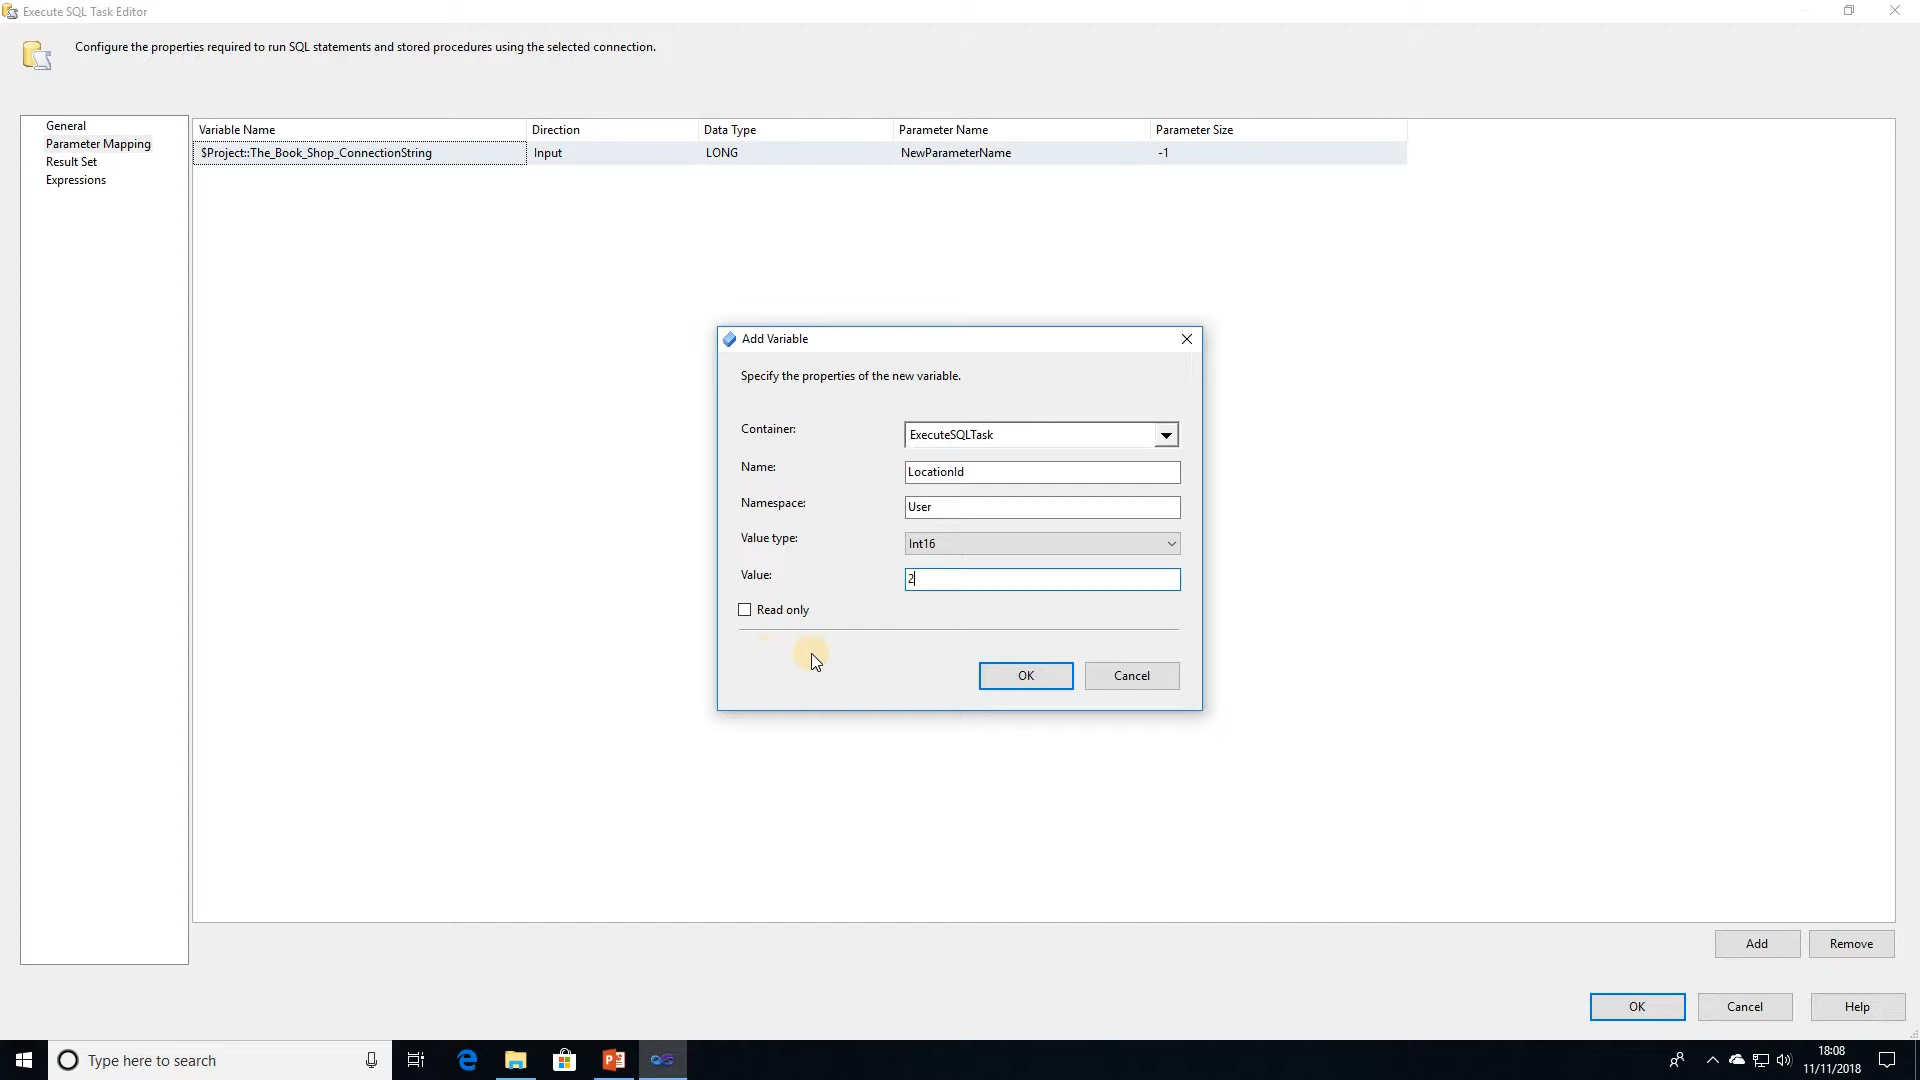 Execute SQL Task Editor
Configure the properties required to run SQL statements and stored procedures using the selected connection.
General
Parameter Mapping
Result Set
Expressions
Variable Name Direction Data Type Parameter Name Parameter Size
$Project::The_Book_Shop_ConnectionString Input LONG NewParameterName -1
Add Variable
Specify the properties of the new variable.
Container: ExecuteSQLTask
Name: LocationId
Namespace: User
Value type: Int16
Value: 2
Read only
OK Cancel
Add Remove
OK Cancel Help
Type here to search
18:08
11/11/2018